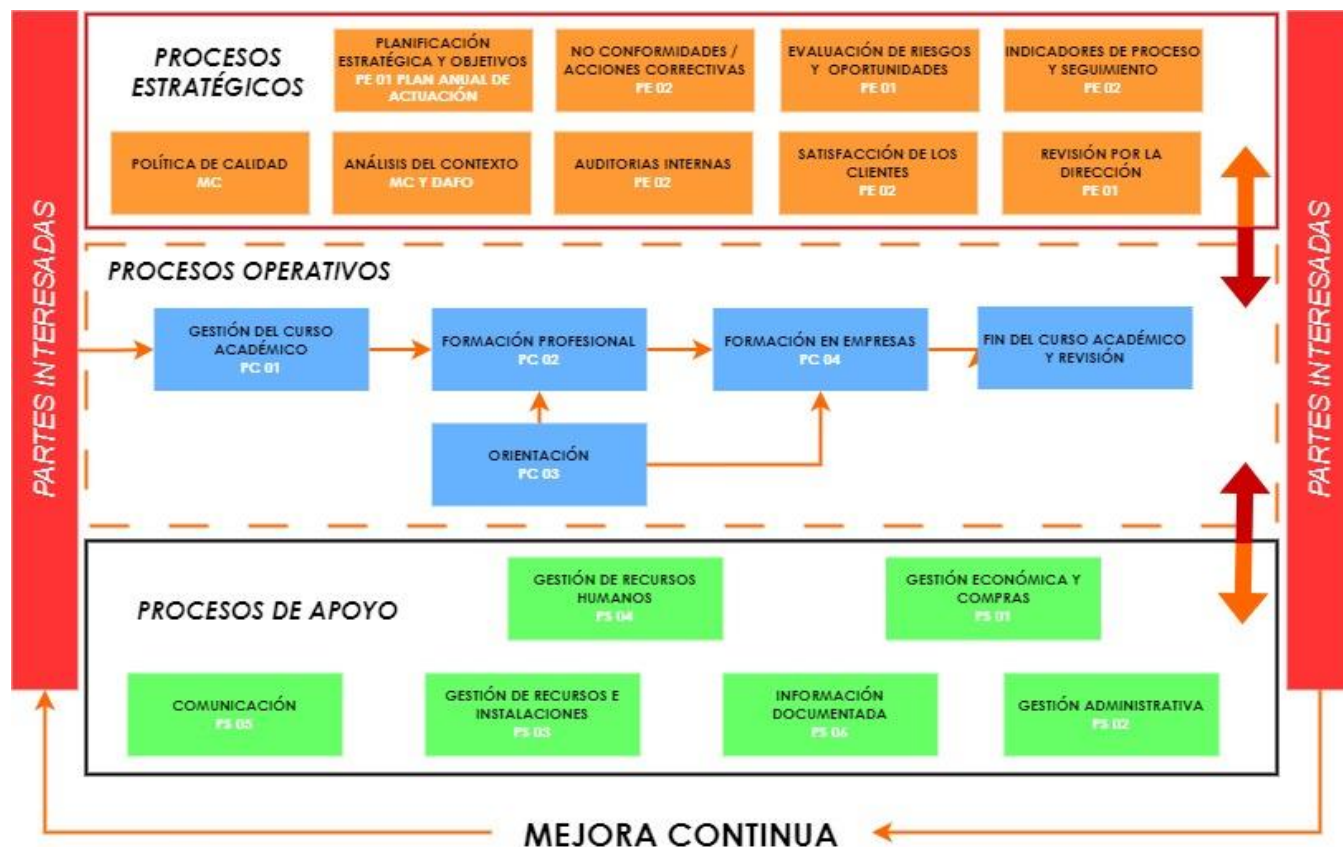 PARTES INTERESADAS
PROCESOS
ESTRATÉGICOS
PLANIFICACIÓN
ESTRATÉGICA Y OBJETIVOS
PE 01 PLAN ANUAL DE
ACTUACIÓN
NO CONFORMIDADES /
ACCIONES CORRECTIVAS
PE 02
EVALUACIÓN DE RIESGOS
Y OPORTUNIDADES
PE 01
INDICADORES DE PROCESO
Y SEGUIMIENTO
PE 02
POLÍTICA DE CALIDAD
MC
ANÁLISIS DEL CONTEXTO
MC Y DAFO
AUDITORIAS INTERNAS
PE 02
SATISFACCIÓN DE LOS
CLIENTES
PE 02
REVISIÓN POR LA
DIRECCIÓN
PE 01
PROCESOS OPERATIVOS
GESTIÓN DEL CURSO
ACADÉMICO
PC 01
FORMACIÓN PROFESIONAL
PC 02
FORMACIÓN EN EMPRESAS
PC 04
FIN DEL CURSO ACADÉMICO
Y REVISIÓN
ORIENTACIÓN
PC 03
PROCESOS DE APOYO
GESTIÓN DE RECURSOS
HUMANOS
PS 04
GESTIÓN ECONÓMICA Y
COMPRAS
PS 01
COMUNICACIÓN
PS 05
GESTIÓN DE RECURSOS E
INSTALACIONES
PS 03
INFORMACIÓN
DOCUMENTADA
PS 06
GESTIÓN ADMINISTRATIVA
PS 02
PARTES INTERESADAS
MEJORA CONTINUA